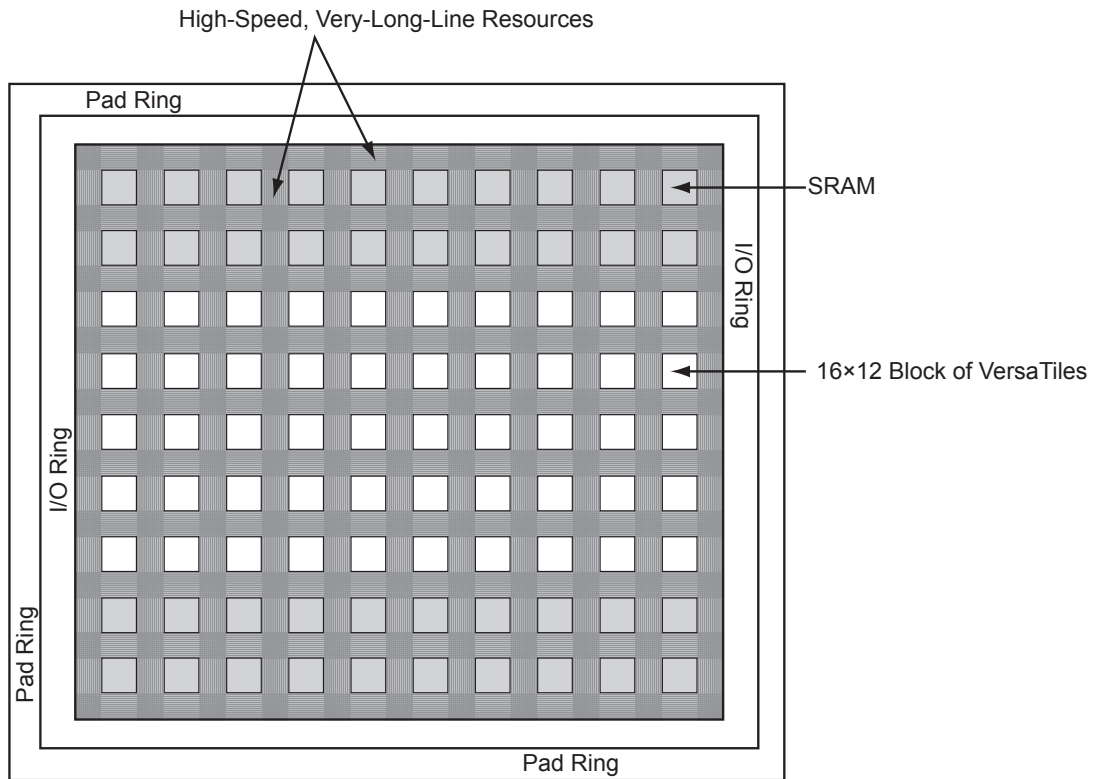 High-Speed, Very-Long-Line Resources
Pad Ring
SRAM
I/O Ring
16×12 Block of VersaTiles
I/O Ring
Pad Ring
Pad Ring